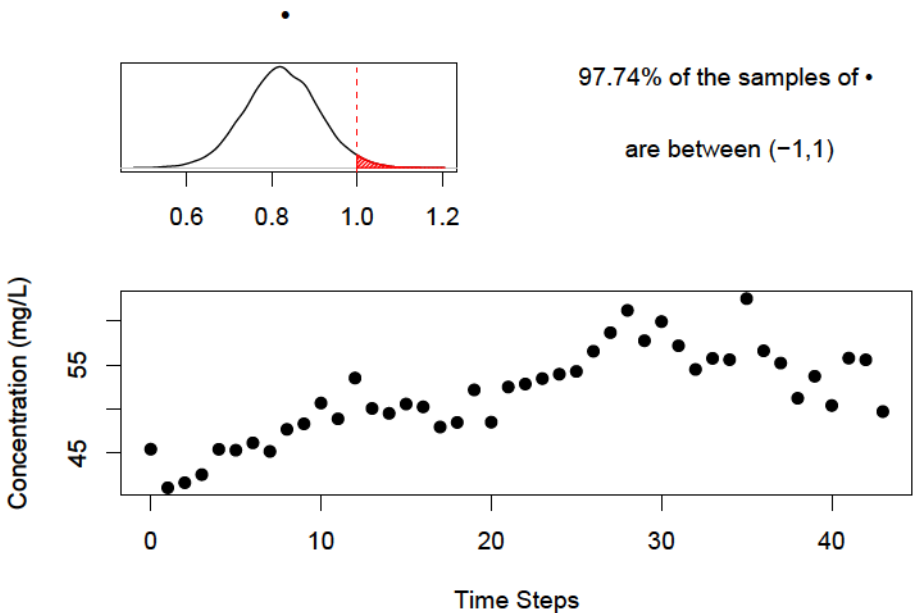 •
97.74% of the samples of •
are between (−1,1)
0.6 0.8 1.0 1.2
Concentration (mg/L)
55
45
0 10 20 30 40
Time Steps